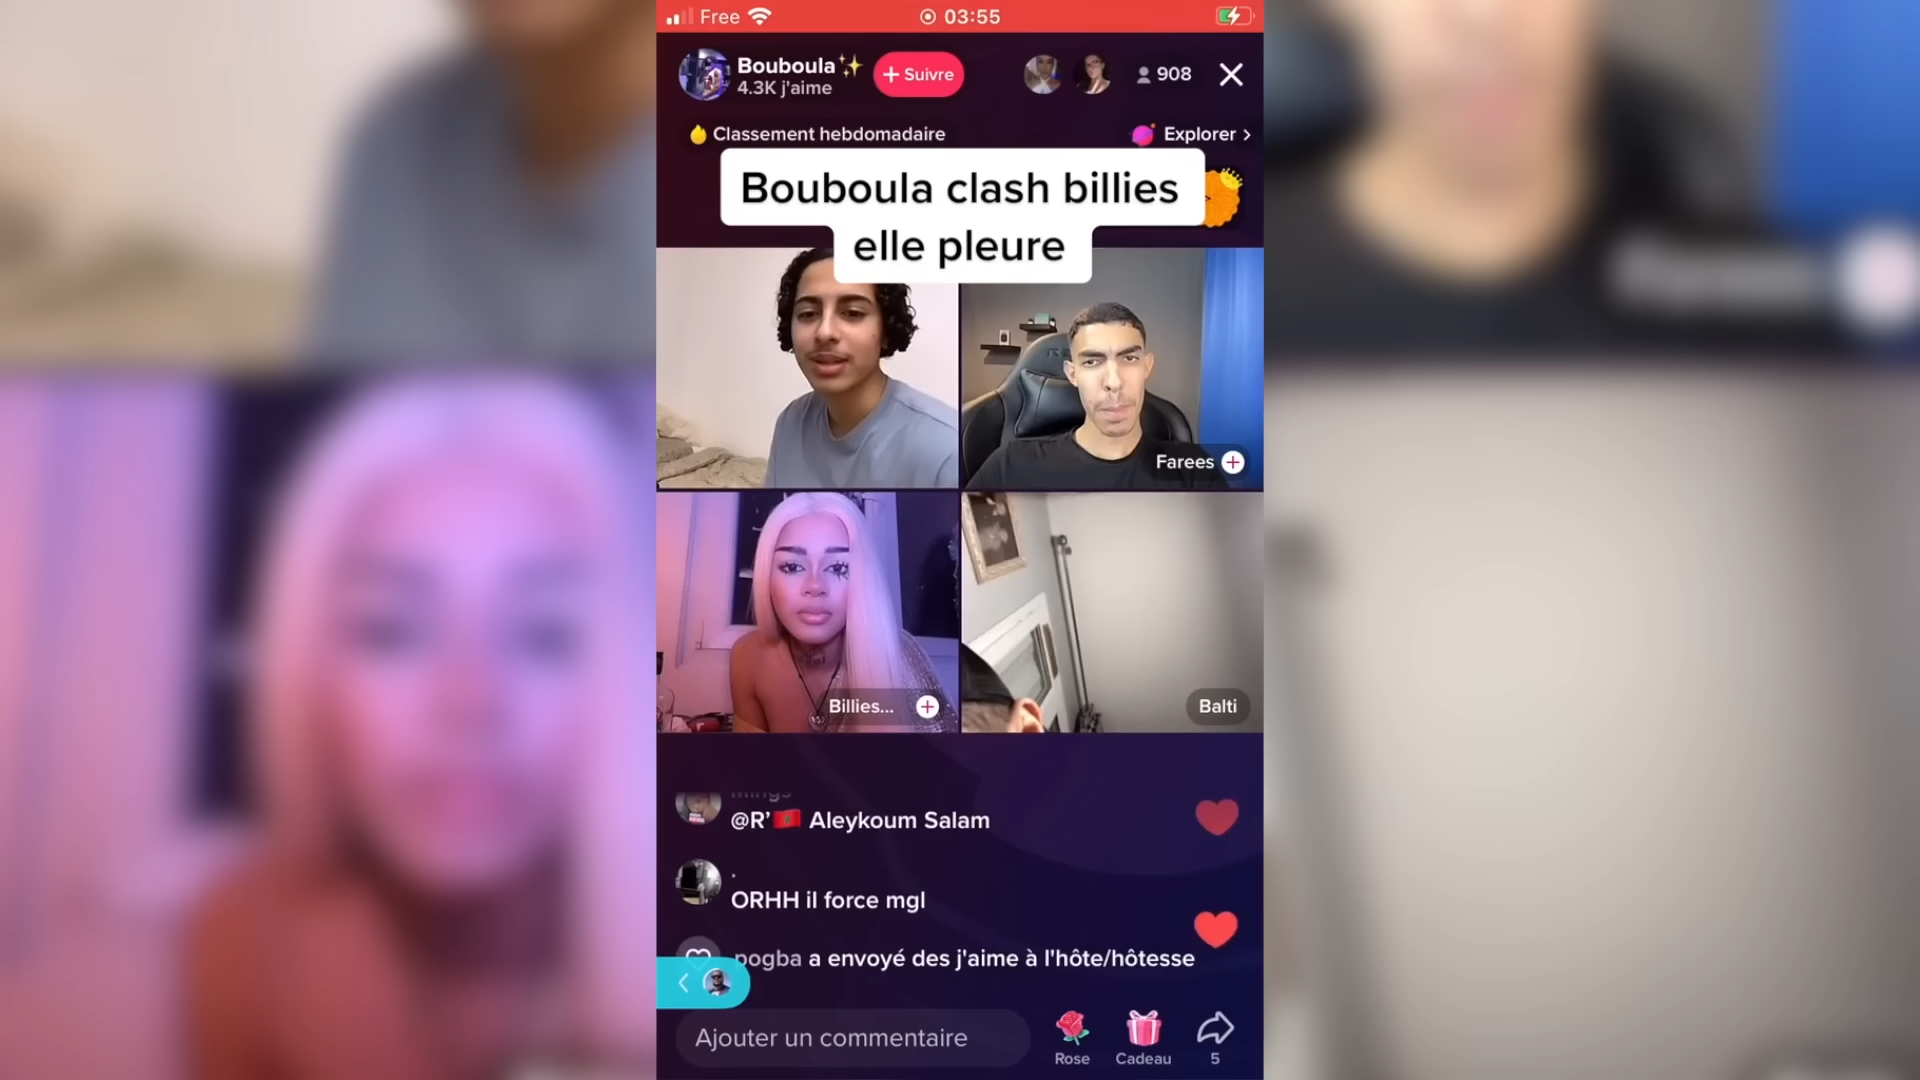 Free 03:55
Bouboula✨
4.3K j'aime
+ Suivre
908
Classement hebdomadaire
Explorer >
Bouboula clash billies
elle pleure
Farees
Billies...
Balti
Mings
@R'🇲🇦 Aleykoum Salam
.
ORHH il force mgl
pogba a envoyé des j'aime à l'hôte/hôtesse
Ajouter un commentaire
Rose
Cadeau
5